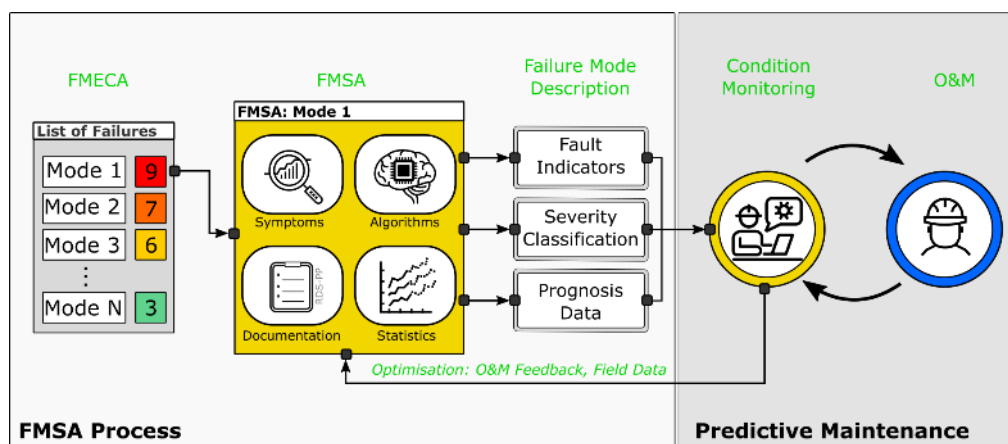 FMECA
FMSA
Failure Mode
Description
Condition
Monitoring
O&M
List of Failures
Mode 1
9
Mode 2
7
Mode 3
6
Mode N
3
FMSA: Mode 1
Symptoms
Algorithms
RDS-PP
Documentation
Statistics
Fault
Indicators
Severity
Classification
Prognosis
Data
Optimisation: O&M Feedback, Field Data
FMSA Process
Predictive Maintenance